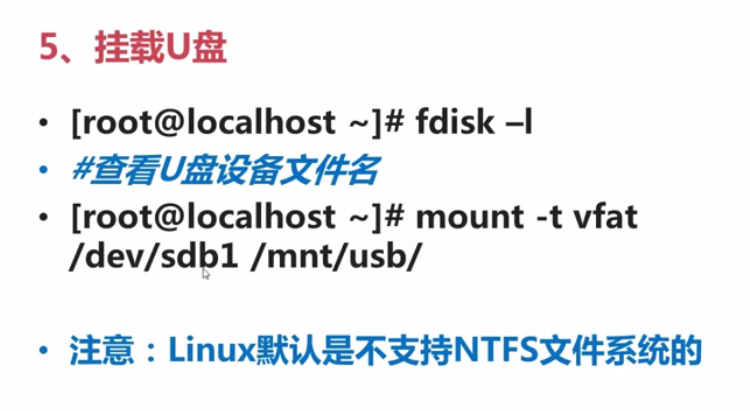 5、挂载U盘
• [root@localhost ~]# fdisk –l
• #查看U盘设备文件名
• [root@localhost ~]# mount -t vfat
/dev/sdb1 /mnt/usb/
• 注意：Linux默认是不支持NTFS文件系统的